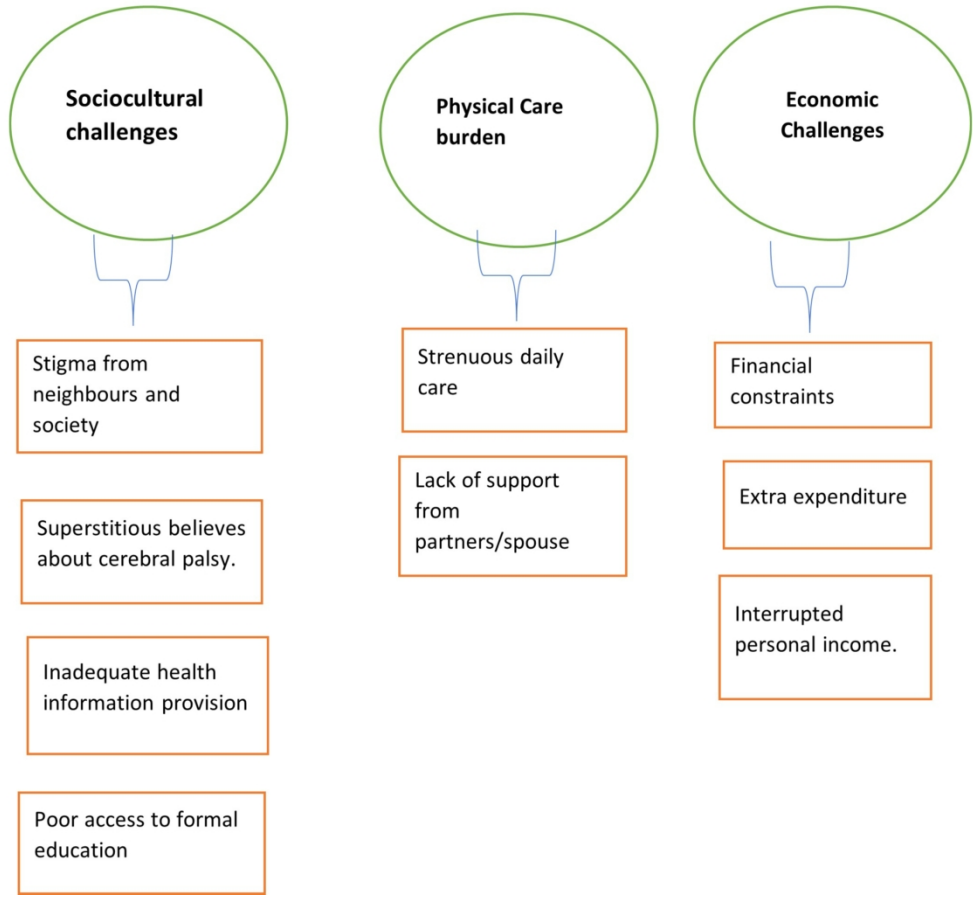 Sociocultural
challenges
Stigma from
neighbours and
society
Superstitious believes
about cerebral palsy.
Inadequate health
information provision
Poor access to formal
education
Physical Care
burden
Strenuous daily
care
Lack of support
from
partners/spouse
Economic
Challenges
Financial
constraints
Extra expenditure
Interrupted
personal income.